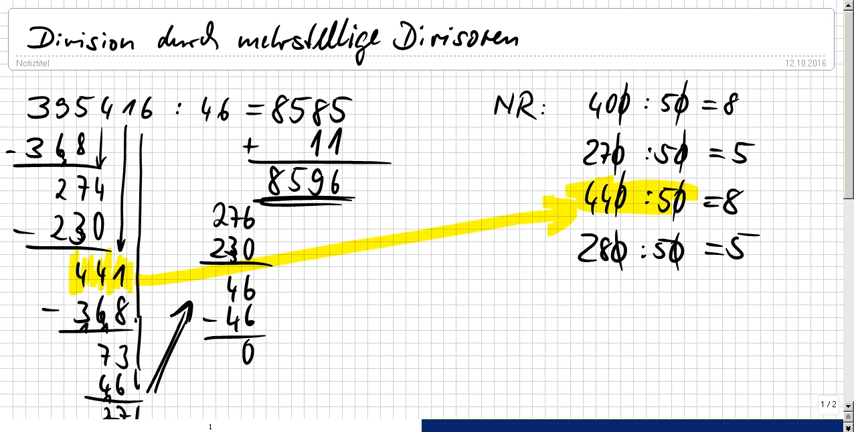 Division durch mehrstellige Divisoren
Notiztitel
12.10.2016
395416 : 46 = 8585
+ 11
8596
- 368
274
- 230
441
- 368
73
46
276
230
46
- 46
0
NR: 400 : 50 = 8
270 : 50 = 5
440 : 50 = 8
280 : 50 = 5
1 / 2
1